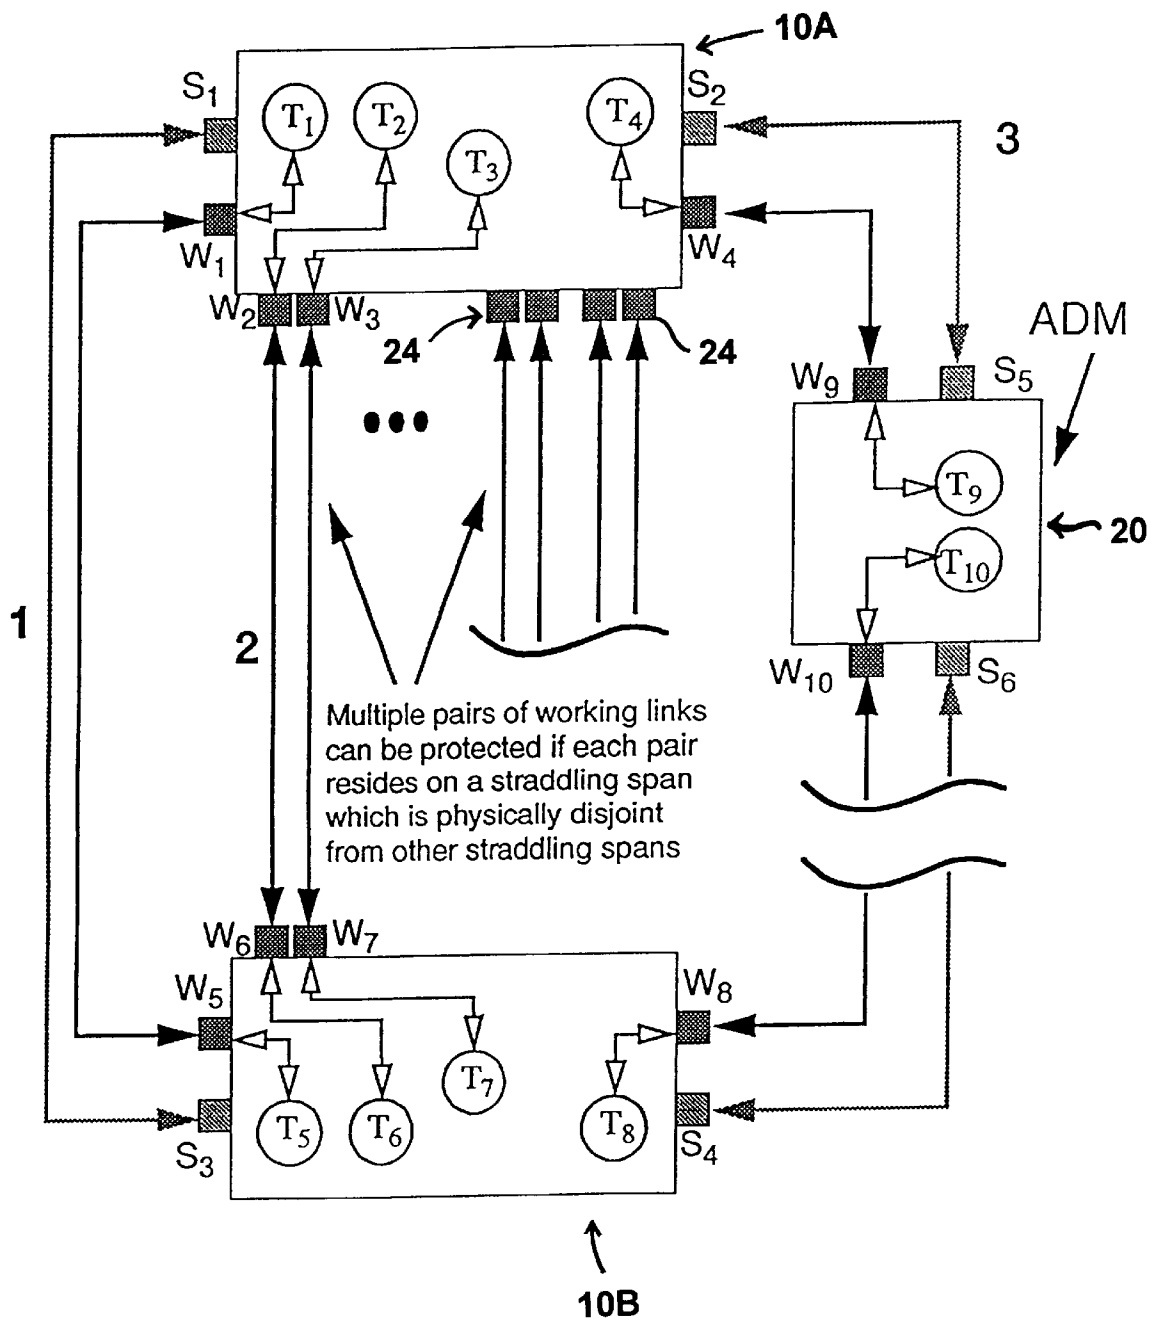 10A
S1
S2
T1
T2
T3
T4
3
W1
W4
W2
W3
24
24
ADM
W9
S5
T9
20
T10
1
2
W10
S6
Multiple pairs of working links
can be protected if each pair
resides on a straddling span
which is physically disjoint
from other straddling spans
W6
W7
W5
W8
T7
T5
T6
T8
S3
S4
10B